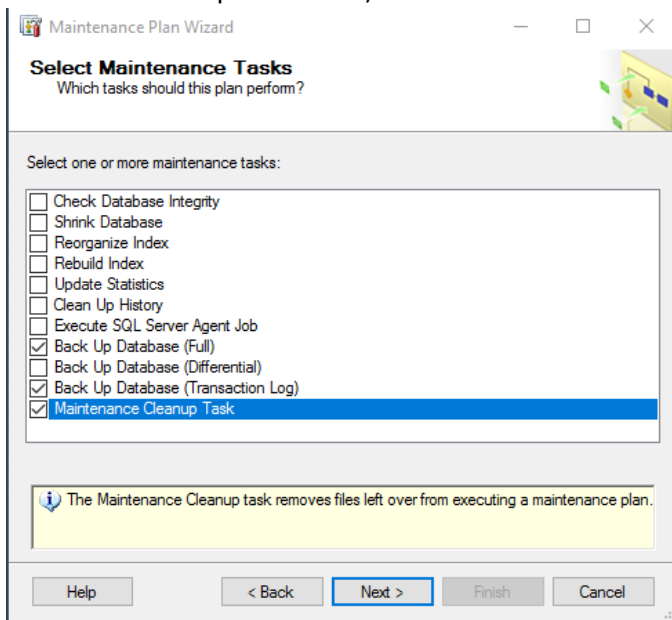 Maintenance Plan Wizard
Select Maintenance Tasks
Which tasks should this plan perform?
Select one or more maintenance tasks:
Check Database Integrity
Shrink Database
Reorganize Index
Rebuild Index
Update Statistics
Clean Up History
Execute SQL Server Agent Job
Back Up Database (Full)
Back Up Database (Differential)
Back Up Database (Transaction Log)
Maintenance Cleanup Task
The Maintenance Cleanup task removes files left over from executing a maintenance plan.
Help < Back Next > Finish Cancel